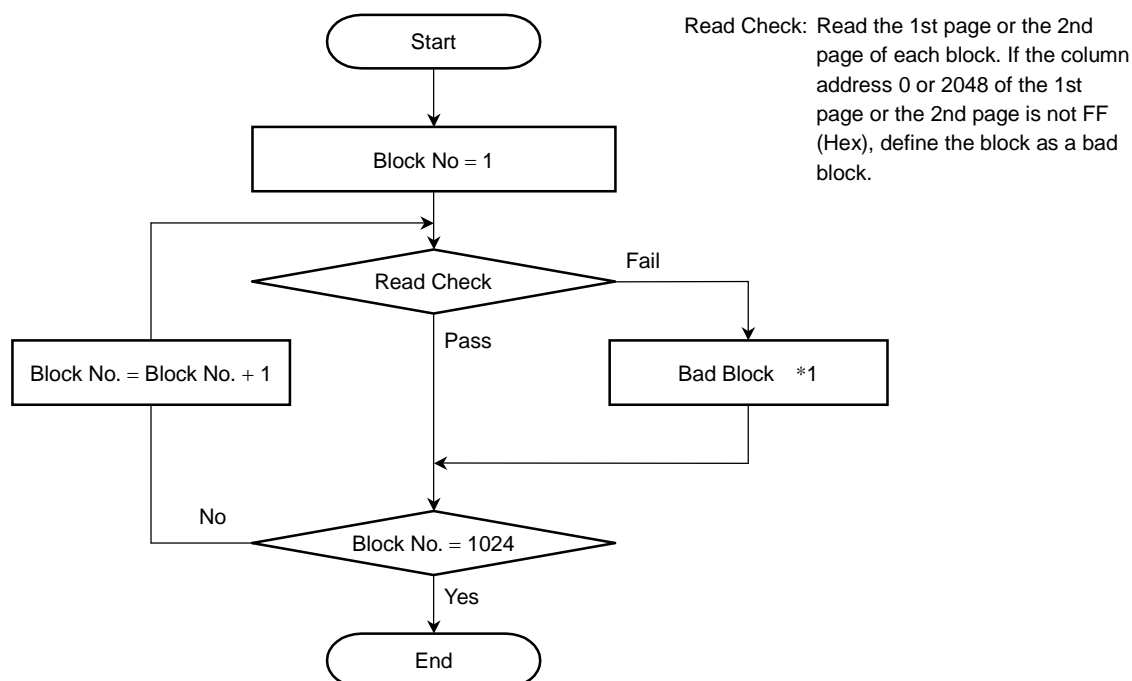 Start
Read Check: Read the 1st page or the 2nd
page of each block. If the column
address 0 or 2048 of the 1st
page or the 2nd page is not FF
(Hex), define the block as a bad
block.
Block No = 1
Read Check
Fail
Pass
Block No. = Block No. + 1
Bad Block *1
No
Block No. = 1024
Yes
End